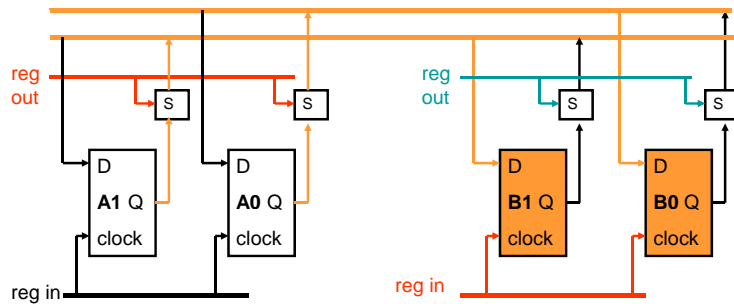 reg
out
S
S
D
A1 Q
clock
D
A0 Q
clock
reg in
reg
out
S
S
D
B1 Q
clock
D
B0 Q
clock
reg in